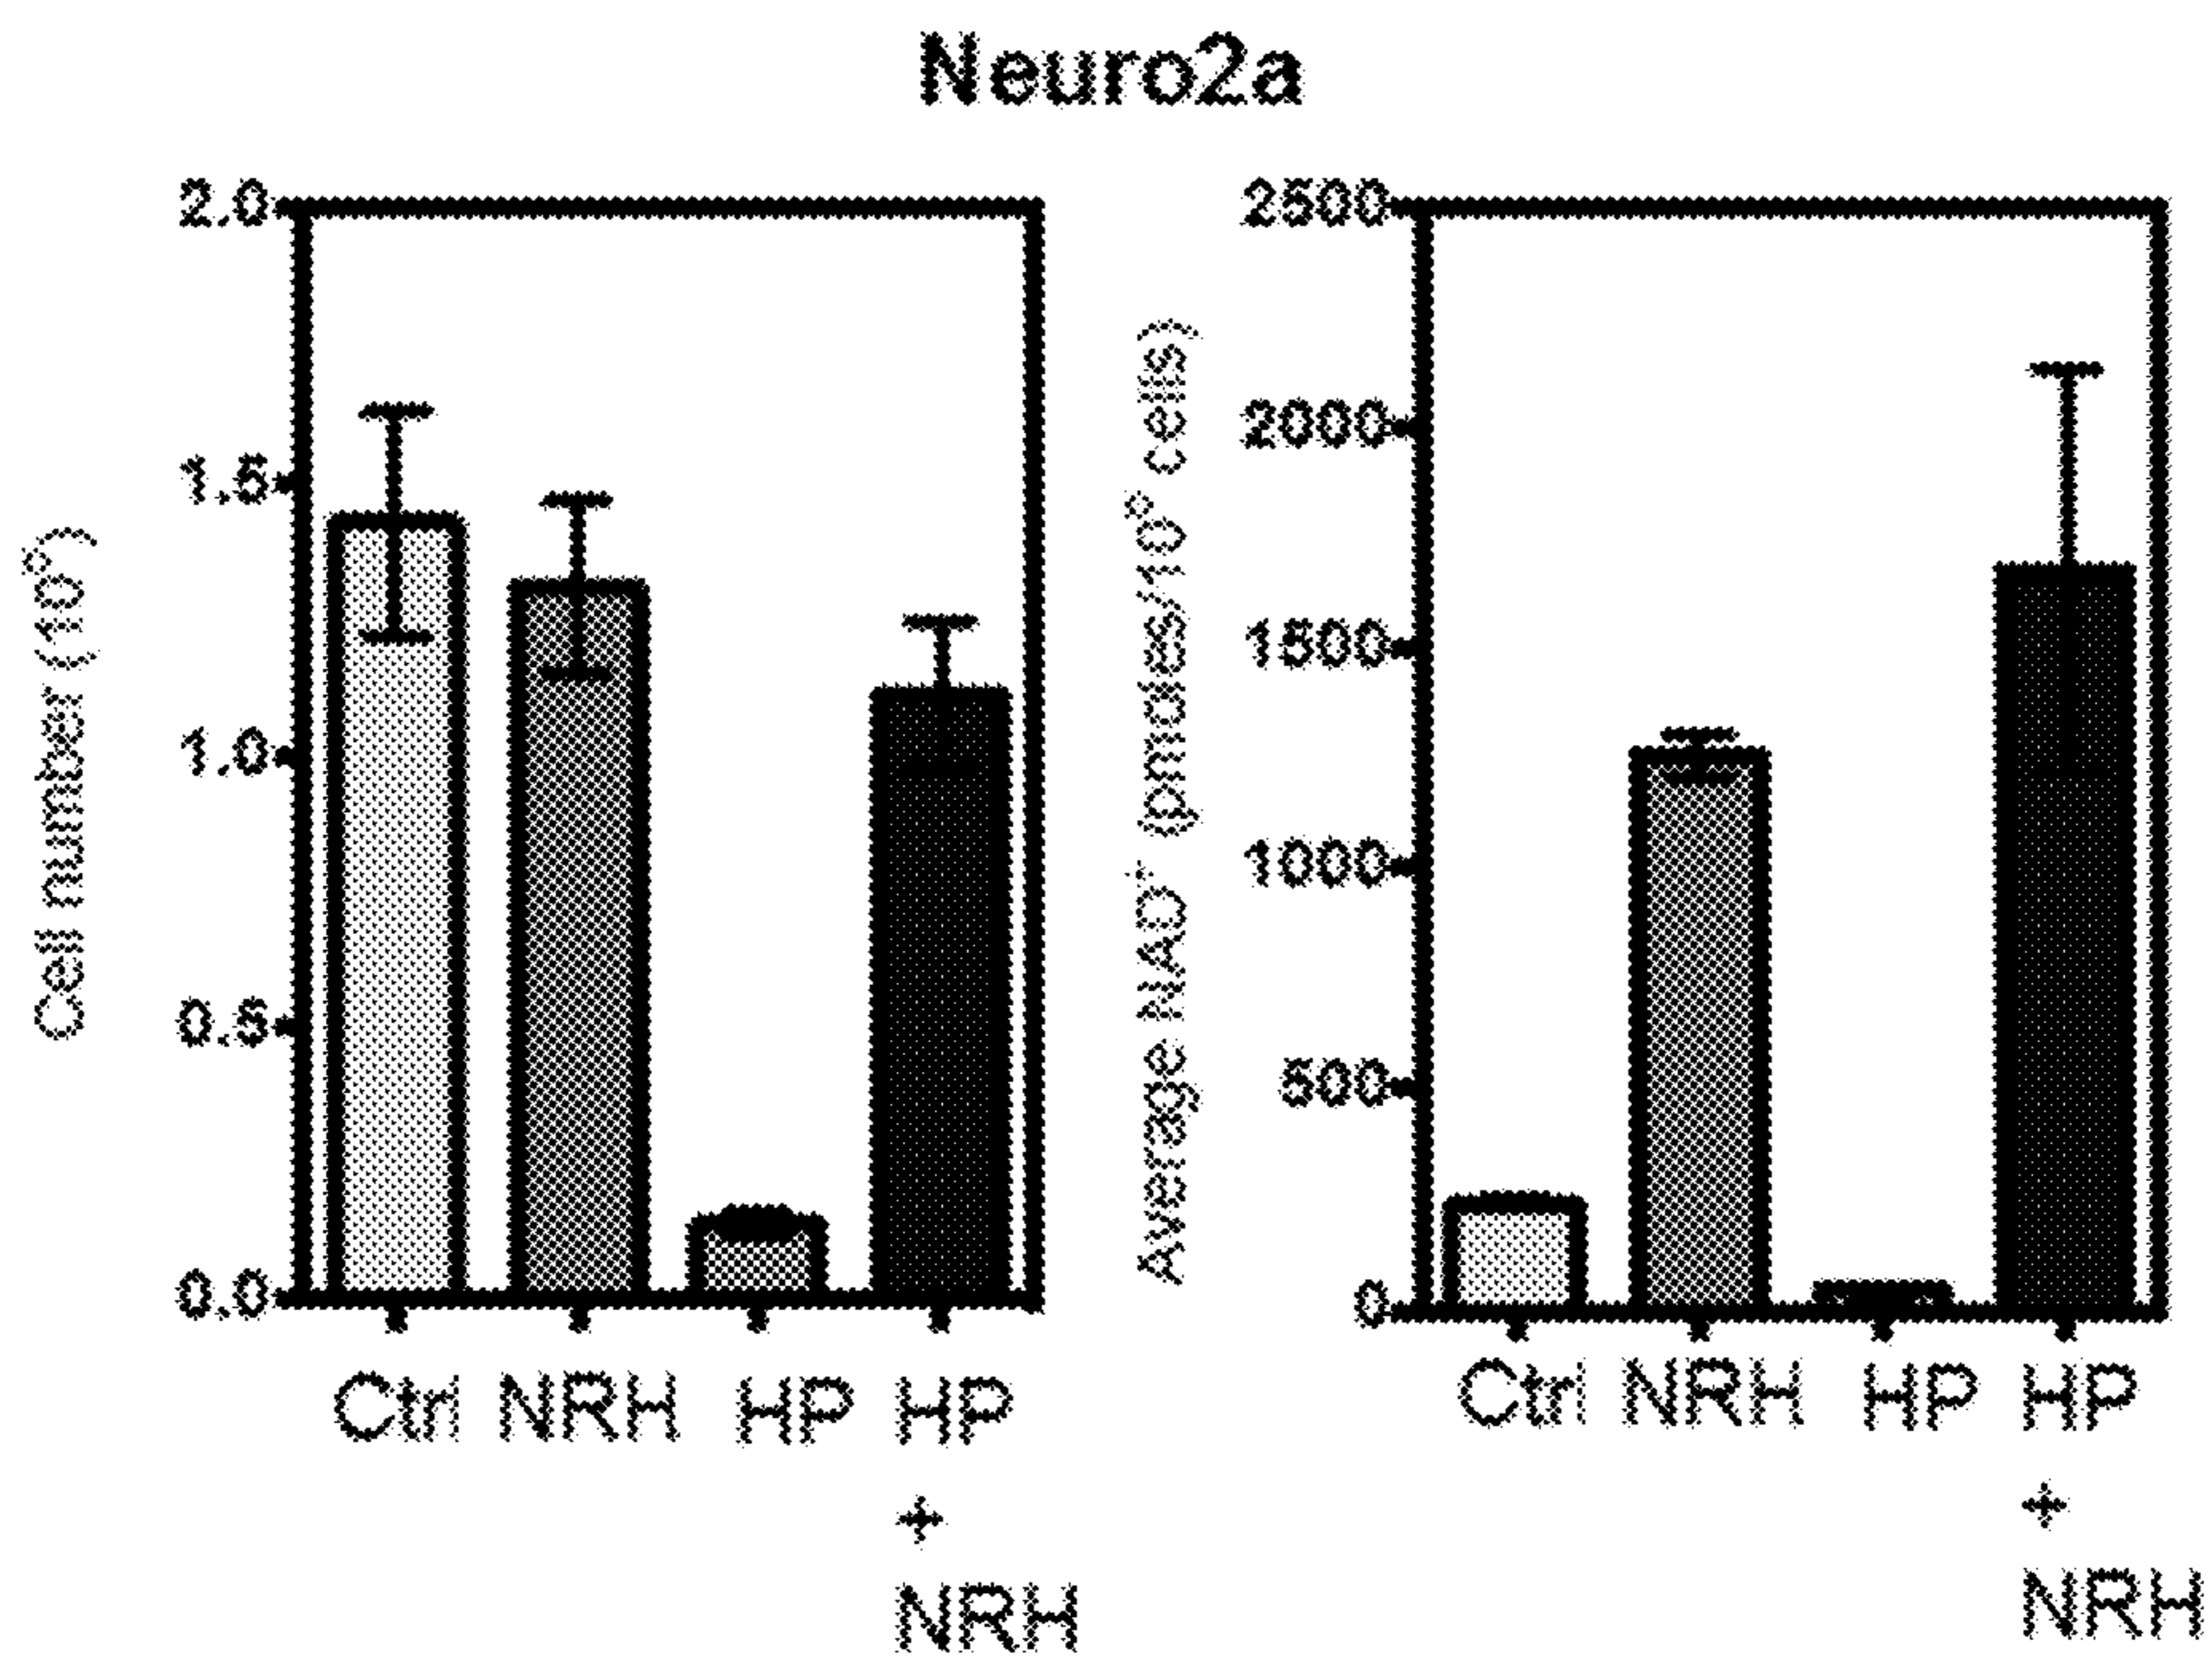 Neuro2a
Cell number (10⁶)
2.0
1.5
1.0
0.5
0.0
Ctrl NRH HP HP
+
NRH
Average NAD⁺ (pmoles/10⁶ cells)
2500
2000
1500
1000
500
0
Ctrl NRH HP HP
+
NRH